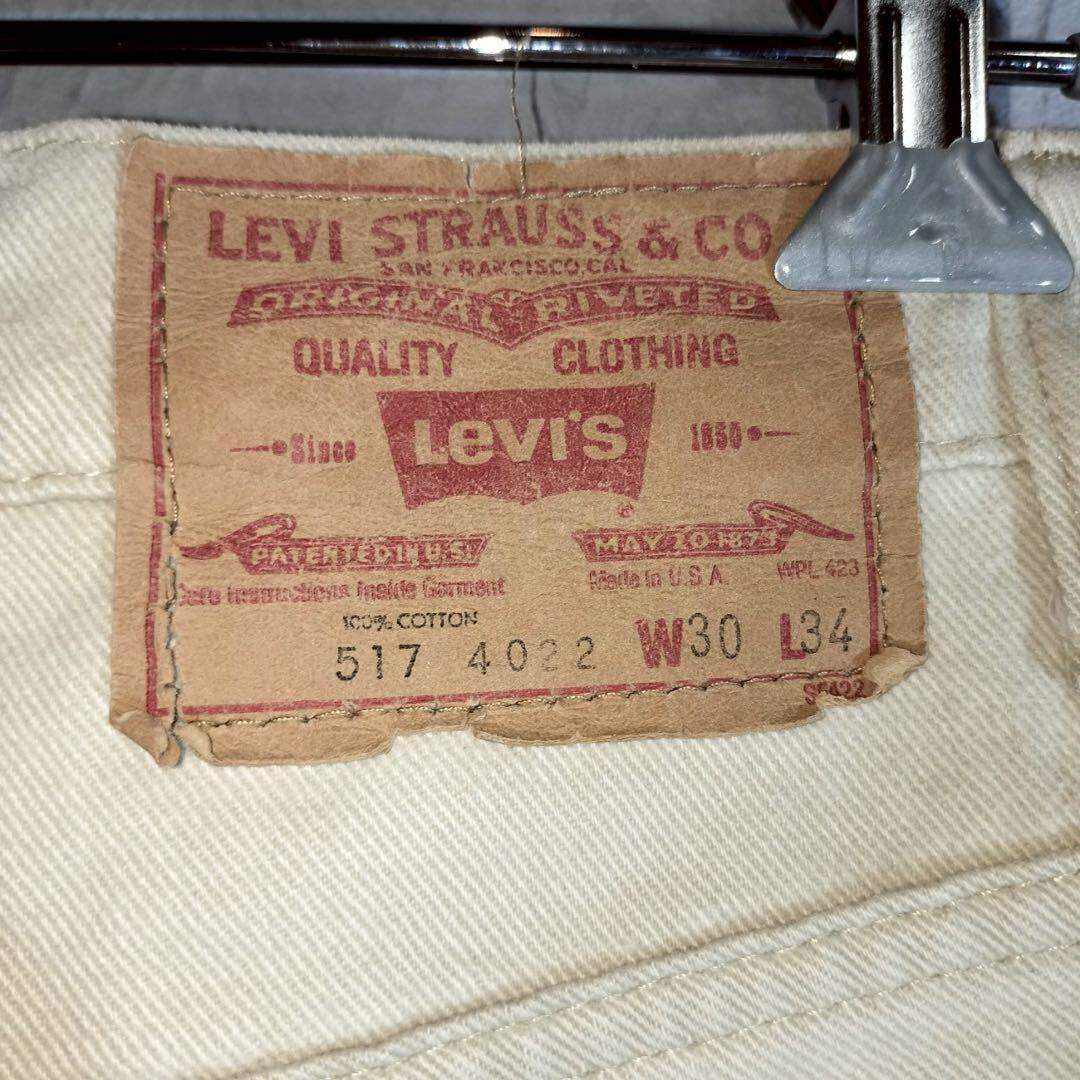 LEVI STRAUSS & CO
SAN FRANCISCO, CAL
ORIGINAL RIVETED
QUALITY CLOTHING
Since LEVI'S 1850
®
PATENTED IN U.S. MAY 20 1873
Care Instructions Inside Garment Made in U.S.A. WPL 423
100% COTTON
517 4022 W30 L34